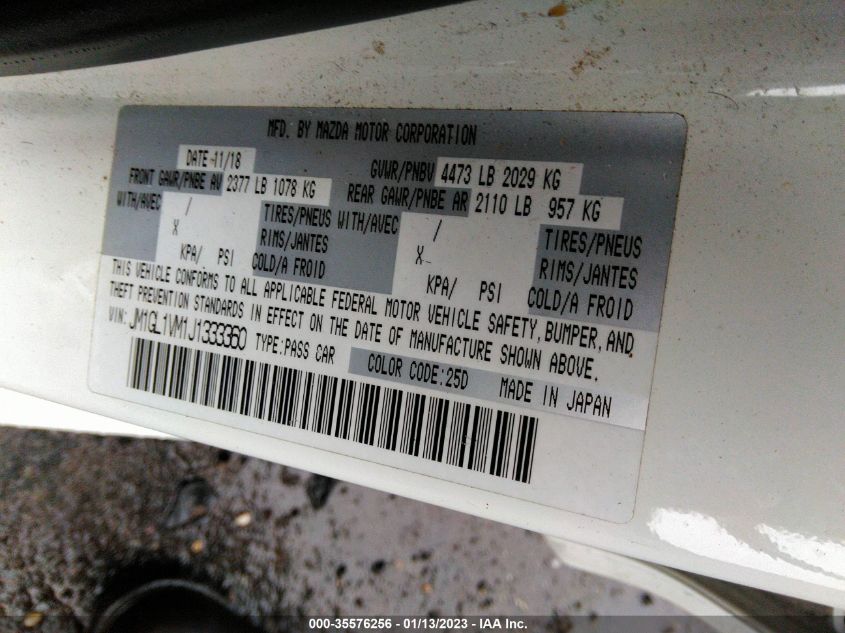 MFD. BY MAZDA MOTOR CORPORATION
DATE 11/18
GVWR/PNBV 4473 LB 2029 KG
FRONT GAWR/PNBE AV 2377 LB 1078 KG
REAR GAWR/PNBE AR 2110 LB 957 KG
WITH/AVEC / TIRES/PNEUS WITH/AVEC / TIRES/PNEUS
X RIMS/JANTES X RIMS/JANTES
KPA/ PSI COLD/A FROID KPA/ PSI COLD/A FROID
THIS VEHICLE CONFORMS TO ALL APPLICABLE FEDERAL MOTOR VEHICLE SAFETY, BUMPER, AND
THEFT PREVENTION STANDARDS IN EFFECT ON THE DATE OF MANUFACTURE SHOWN ABOVE.
VIN: JM1GL1VM1J1333360 TYPE:PASS CAR COLOR CODE:25D MADE IN JAPAN
000-35576256 - 01/13/2023 - IAA Inc.